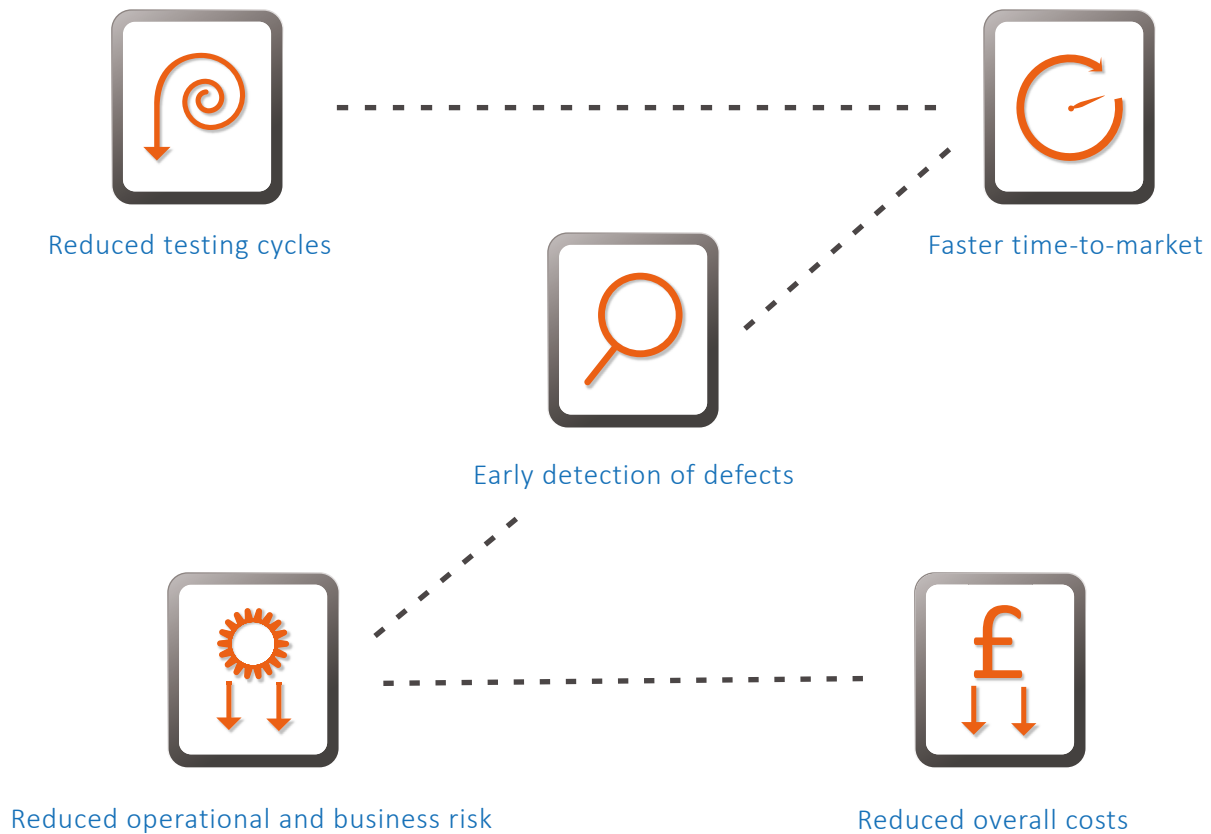 Reduced testing cycles
Faster time-to-market
£
Early detection of defects
Reduced operational and business risk
Reduced overall costs